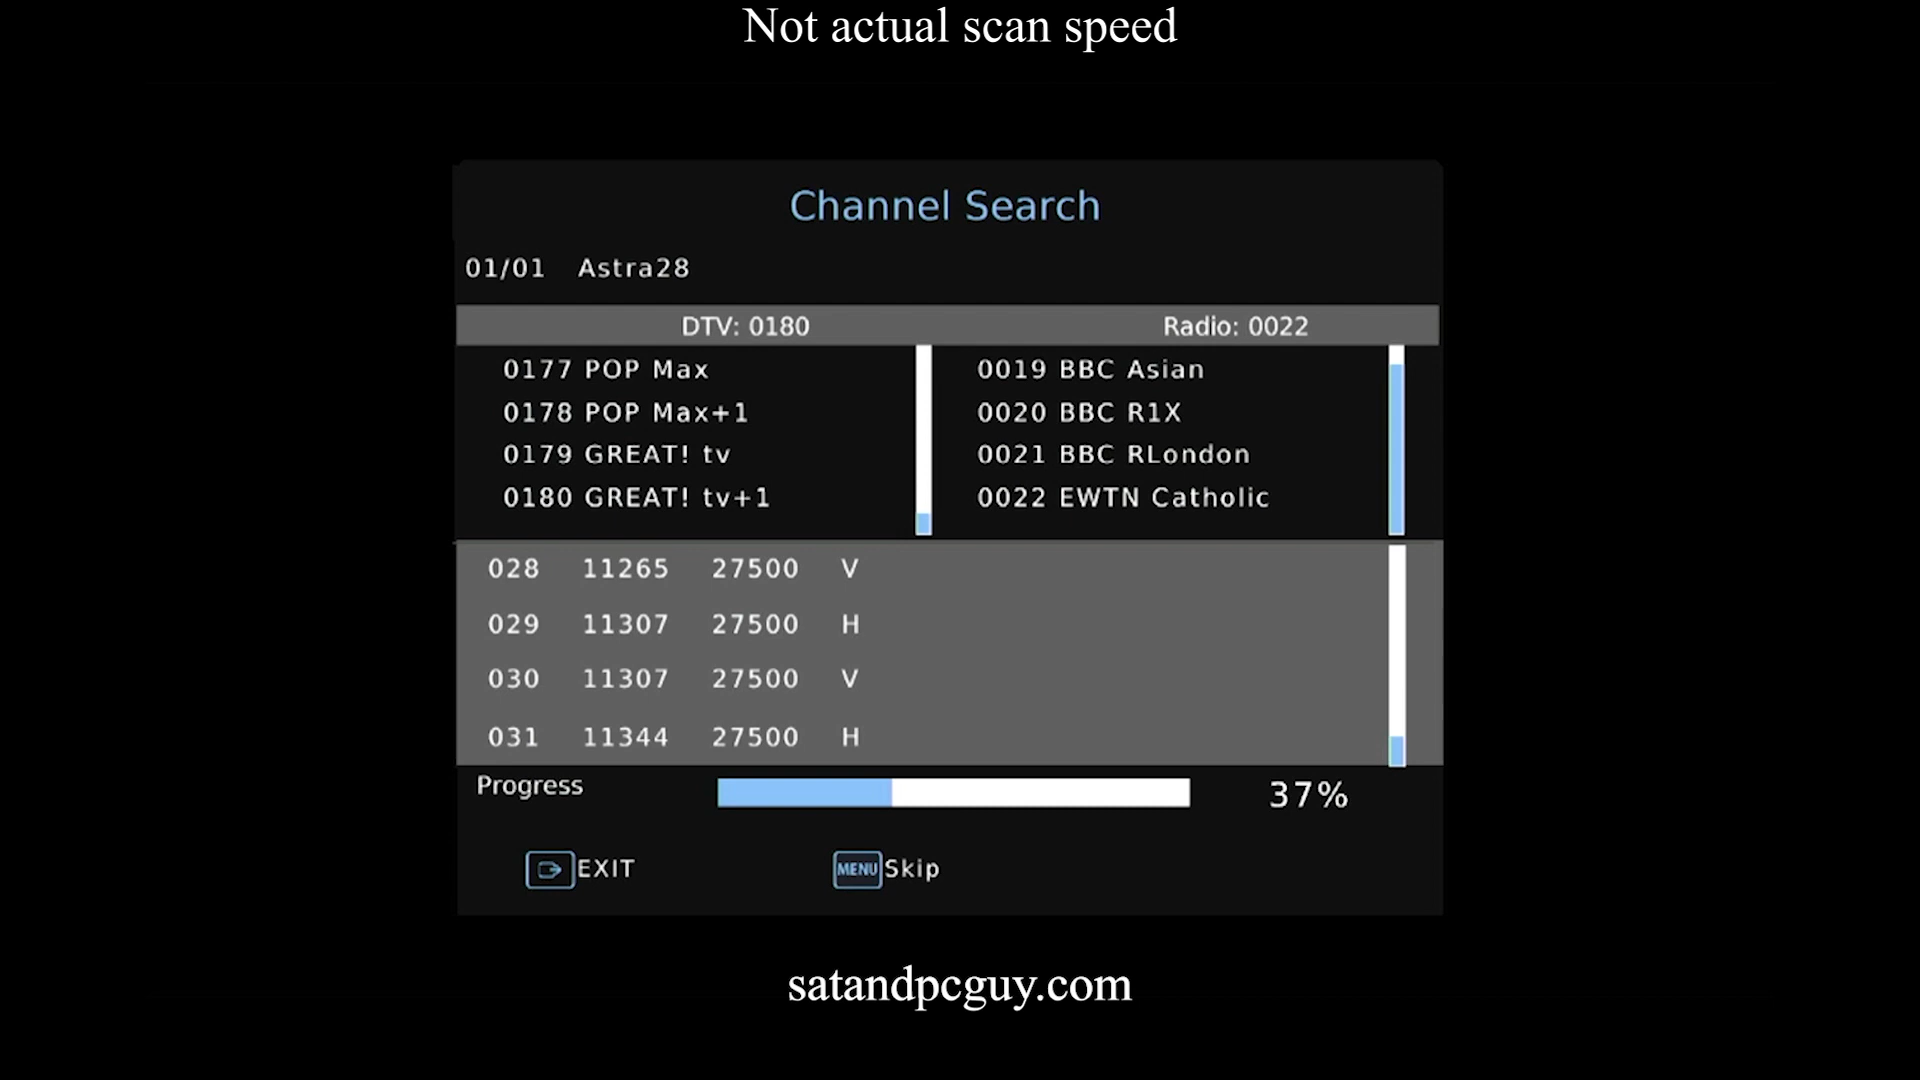 Not actual scan speed
Channel Search
01/01 Astra28
DTV: 0180 Radio: 0022
0177 POP Max 0019 BBC Asian
0178 POP Max+1 0020 BBC R1X
0179 GREAT! tv 0021 BBC RLondon
0180 GREAT! tv+1 0022 EWTN Catholic
028 11265 27500 V
029 11307 27500 H
030 11307 27500 V
031 11344 27500 H
Progress 37%
EXIT MENU Skip
satandpcguy.com